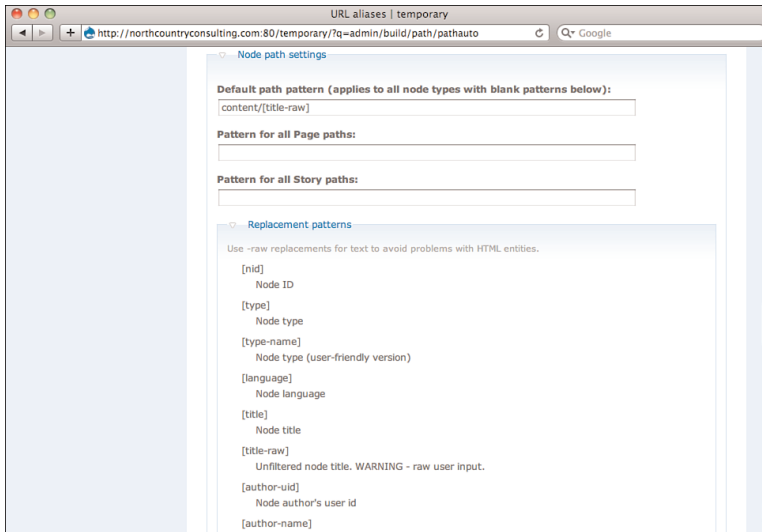 URL aliases | temporary
http://northcountryconsulting.com:80/temporary/?q=admin/build/path/pathauto
Google
Node path settings
Default path pattern (applies to all node types with blank patterns below):
content/[title-raw]
Pattern for all Page paths:
Pattern for all Story paths:
Replacement patterns
Use -raw replacements for text to avoid problems with HTML entities.
[nid]
Node ID
[type]
Node type
[type-name]
Node type (user-friendly version)
[language]
Node language
[title]
Node title
[title-raw]
Unfiltered node title. WARNING - raw user input.
[author-uid]
Node author's user id
[author-name]